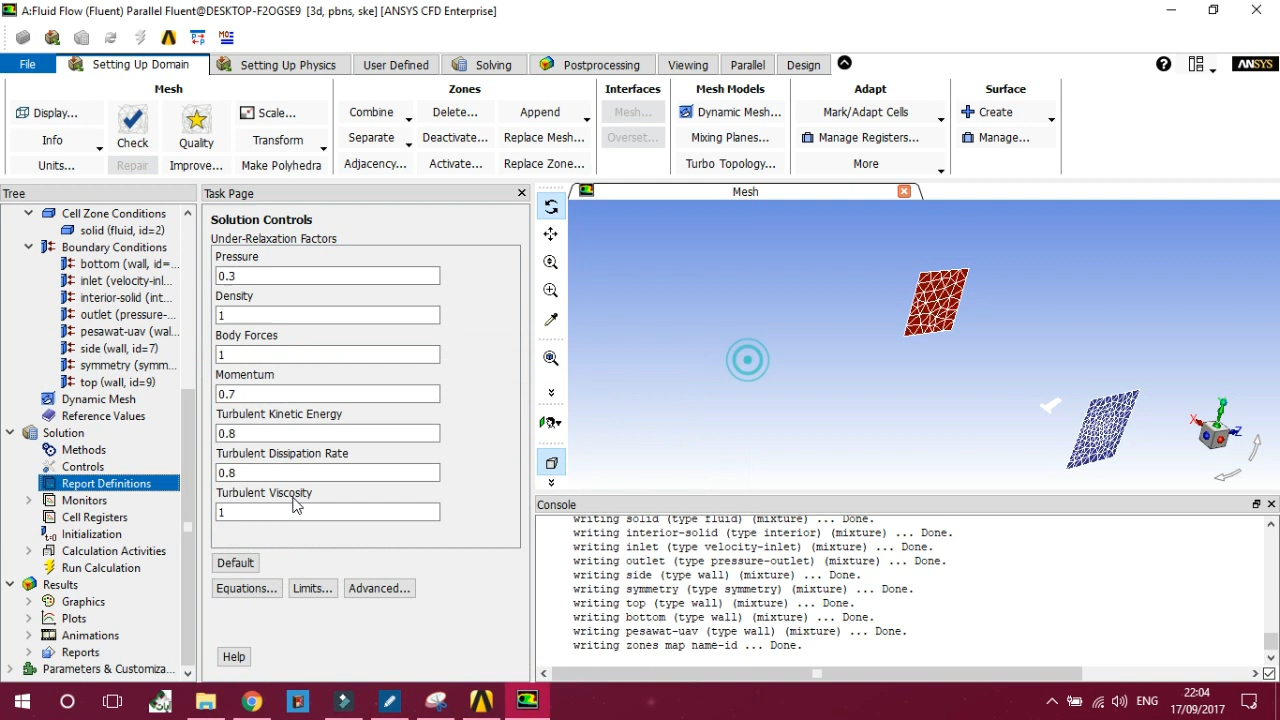 A:Fluid Flow (Fluent) Parallel Fluent@DESKTOP-F2OGSE9 [3d, pbns, ske] [ANSYS CFD Enterprise]
File
Setting Up Domain
Setting Up Physics
User Defined
Solving
Postprocessing
Viewing
Parallel
Design
ANSYS
Mesh
Zones
Interfaces
Mesh Models
Adapt
Surface
Display...
Check
Quality
Scale...
Combine
Delete...
Append
Mesh...
Dynamic Mesh...
Mark/Adapt Cells
Create
Info
Transform
Separate
Deactivate...
Replace Mesh...
Overset...
Mixing Planes...
Manage Registers...
Manage...
Units...
Repair
Improve...
Make Polyhedra
Adjacency...
Activate...
Replace Zone...
Turbo Topology...
More
Tree
Cell Zone Conditions
solid (fluid, id=2)
Boundary Conditions
bottom (wall, id=...
inlet (velocity-inl...
interior-solid (int...
outlet (pressure-...
pesawat-uav (wal...
side (wall, id=7)
symmetry (symm...
top (wall, id=9)
Dynamic Mesh
Reference Values
Solution
Methods
Controls
Report Definitions
Monitors
Cell Registers
Initialization
Calculation Activities
Run Calculation
Results
Graphics
Plots
Animations
Reports
Parameters & Customiza...
Task Page
Solution Controls
Under-Relaxation Factors
Pressure
0.3
Density
1
Body Forces
1
Momentum
0.7
Turbulent Kinetic Energy
0.8
Turbulent Dissipation Rate
0.8
Turbulent Viscosity
1
Default
Equations...
Limits...
Advanced...
Help
Mesh
X
Z
Console
writing solid (type fluid) (mixture) ... Done.
writing interior-solid (type interior) (mixture) ... Done.
writing inlet (type velocity-inlet) (mixture) ... Done.
writing outlet (type pressure-outlet) (mixture) ... Done.
writing side (type wall) (mixture) ... Done.
writing symmetry (type symmetry) (mixture) ... Done.
writing top (type wall) (mixture) ... Done.
writing bottom (type wall) (mixture) ... Done.
writing pesawat-uav (type wall) (mixture) ... Done.
writing zones map name-id ... Done.
ENG
22:04
17/09/2017